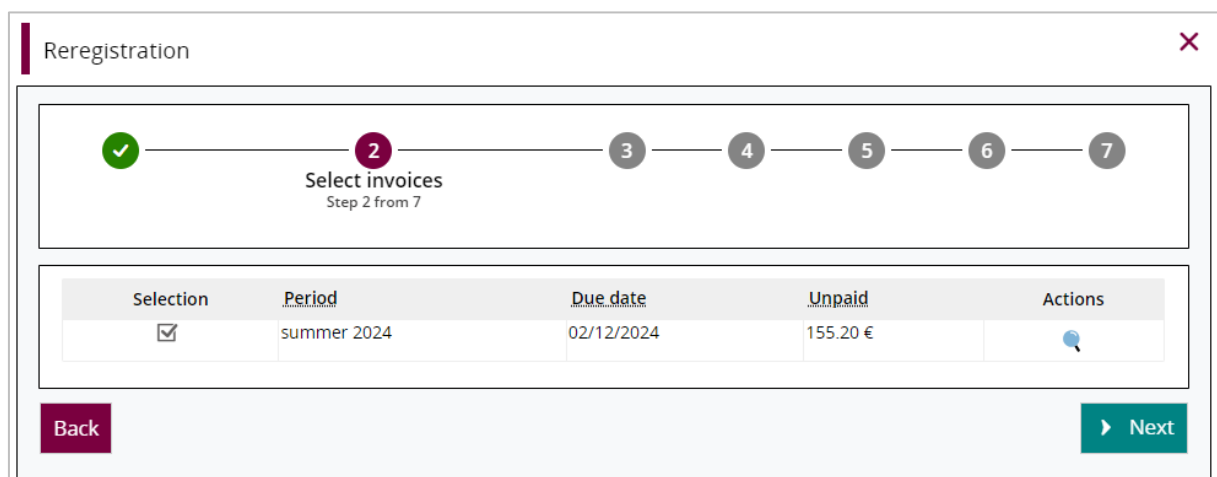 Reregistration
2 3 4 5 6 7
Select invoices
Step 2 from 7
Selection Period Due date Unpaid Actions
summer 2024 02/12/2024 155.20 €
Back Next